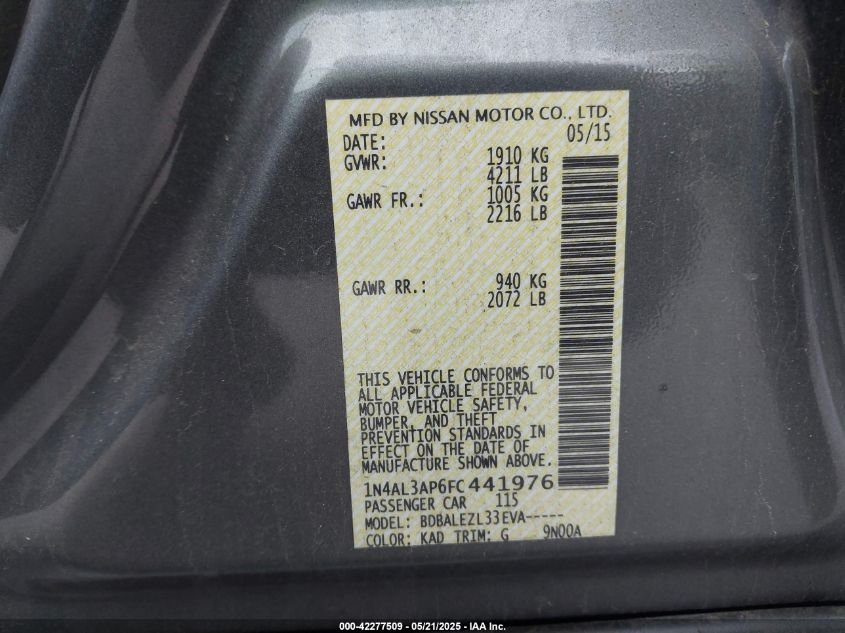 MFD BY NISSAN MOTOR CO., LTD.
DATE: 05/15
GVWR: 1910 KG
4211 LB
GAWR FR.: 1005 KG
2216 LB
GAWR RR.: 940 KG
2072 LB
THIS VEHICLE CONFORMS TO
ALL APPLICABLE FEDERAL
MOTOR VEHICLE SAFETY,
BUMPER, AND THEFT
PREVENTION STANDARDS IN
EFFECT ON THE DATE OF
MANUFACTURE SHOWN ABOVE.
1N4AL3AP6FC441976
PASSENGER CAR 115
MODEL: BDBALEZL33EVA-----
COLOR: KAD TRIM: G 9N00A
000-42277509 - 05/21/2025 - IAA Inc.